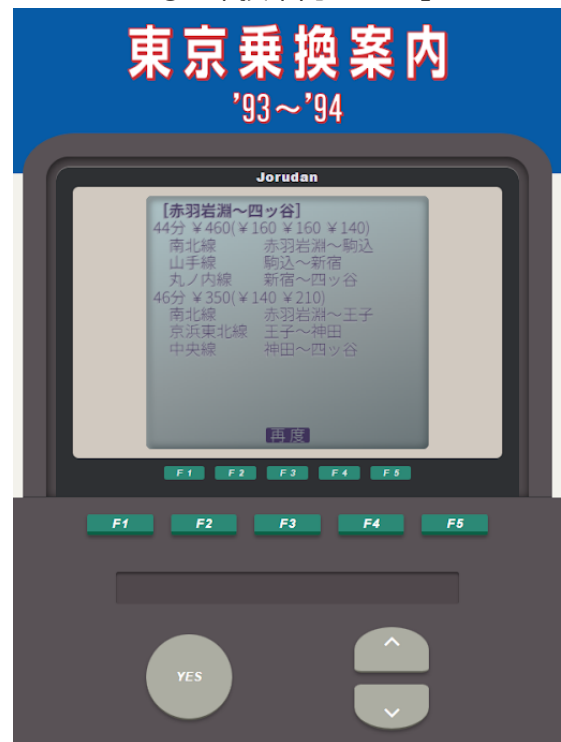 東京乗換案内
’93～’94
Jorudan
[赤羽岩淵～四ッ谷]
44分 ¥460(¥160 ¥160 ¥140)
南北線 赤羽岩淵～駒込
山手線 駒込～新宿
丸ノ内線 新宿～四ッ谷
46分 ¥350(¥140 ¥210)
南北線 赤羽岩淵～王子
京浜東北線 王子～神田
中央線 神田～四ッ谷
再度
F1 F2 F3 F4 F5
F1 F2 F3 F4 F5
YES